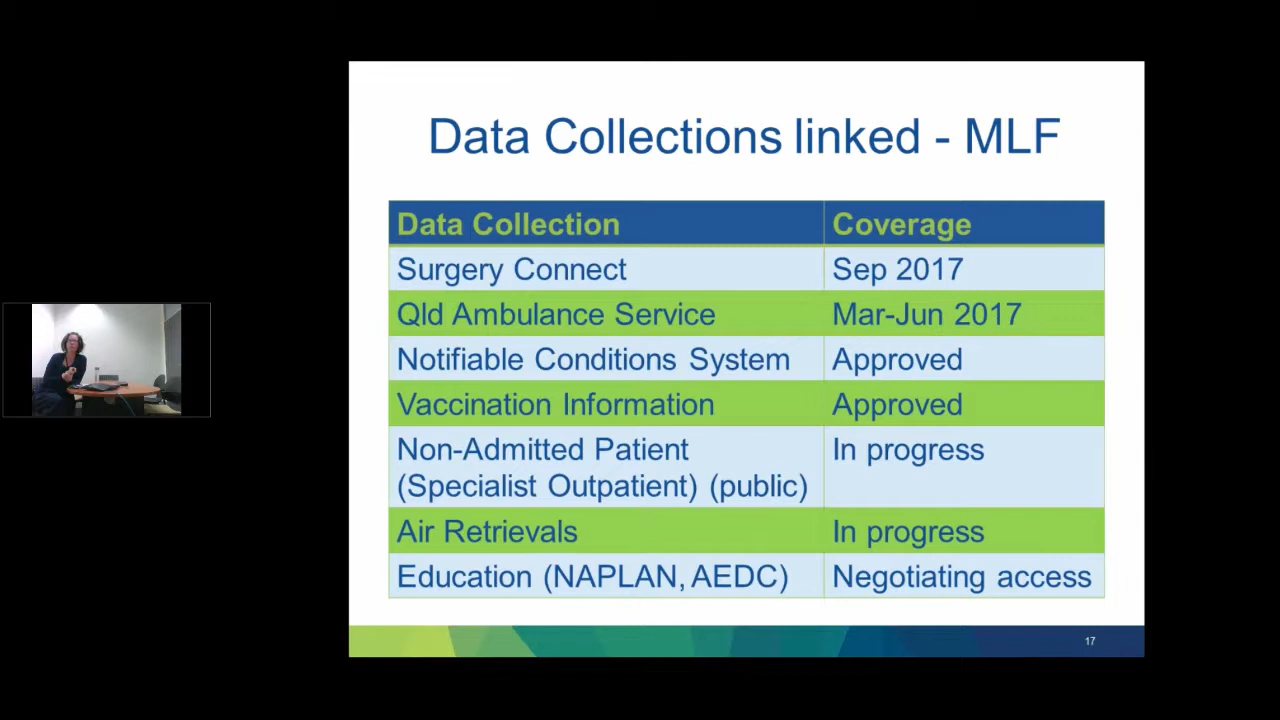 Data Collections linked - MLF
Data Collection Coverage
Surgery Connect Sep 2017
Qld Ambulance Service Mar-Jun 2017
Notifiable Conditions System Approved
Vaccination Information Approved
Non-Admitted Patient In progress
(Specialist Outpatient) (public)
Air Retrievals In progress
Education (NAPLAN, AEDC) Negotiating access
17